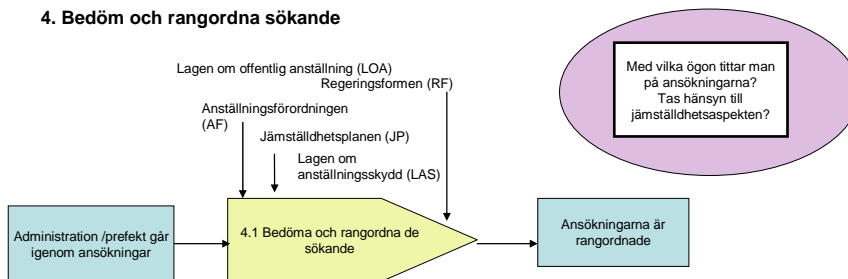 4. Bedöm och rangordna sökande
Lagen om offentlig anställning (LOA)
Regeringsformen (RF)
Anställningsförordningen
(AF)
Jämställdhetsplanen (JP)
Lagen om
anställningsskydd (LAS)
Med vilka ögon tittar man
på ansökningarna?
Tas hänsyn till
jämställdhetsaspekten?
Administration /prefekt går
igenom ansökningar
4.1 Bedöma och rangordna de
sökande
Ansökningarna är
rangordnade